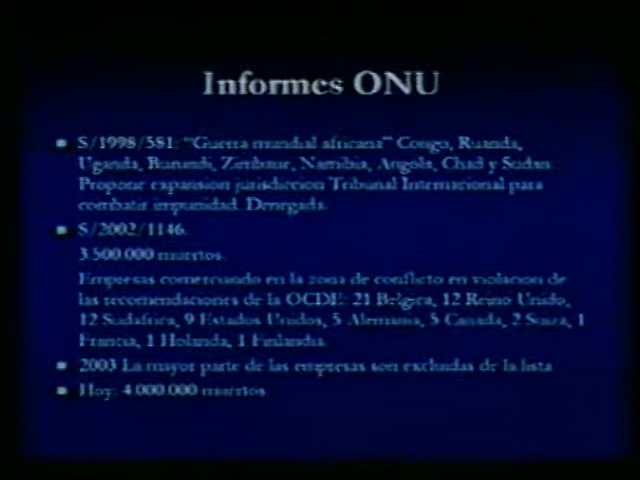 Informes ONU
S/1998/581: "Guerra mundial africana" Congo, Ruanda,
Uganda, Burundi, Zimbaue, Namibia, Angola, Chad y Sudan.
Propone expansion jurisdiccion Tribunal Internacional para
combatir impunidad. Denegada.
S/2002/1146.
3.500.000 muertos.
Empresas comerciando en la zona de conflicto en violacion de
las recomendaciones de la OCDE: 21 Belgica, 12 Reino Unido,
12 Sudafrica, 9 Estados Unidos, 5 Alemania, 5 Canada, 2 Suiza, 1
Francia, 1 Holanda, 1 Finlandia.
2003 La mayor parte de las empresas son excluidas de la lista
Hoy: 4.000.000 muertos